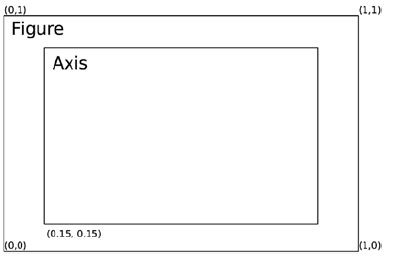 (0,1)
(1,1)
Figure
Axis
(0.15, 0.15)
(0,0)
(1,0)